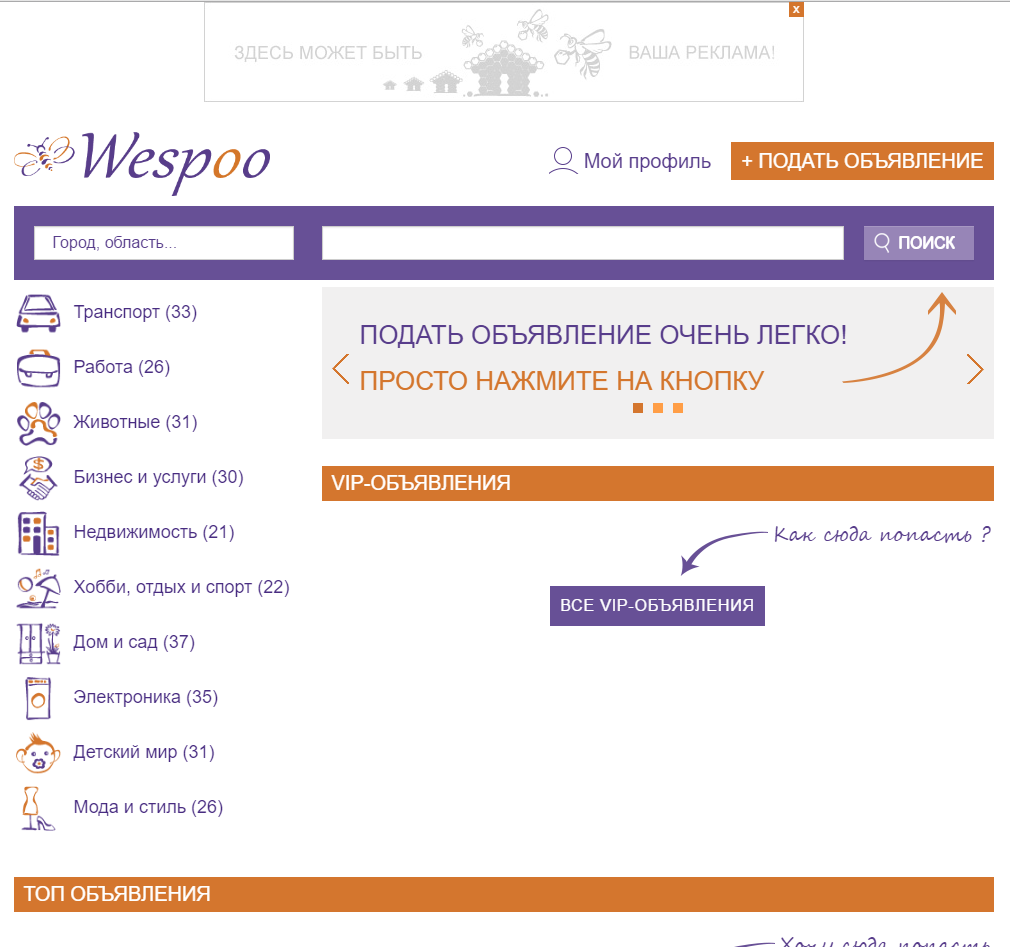 ЗДЕСЬ МОЖЕТ БЫТЬ
ВАША РЕКЛАМА!
x
Wespoo
Мой профиль
+ ПОДАТЬ ОБЪЯВЛЕНИЕ
Город, область...
ПОИСК
Транспорт (33)
Работа (26)
Животные (31)
Бизнес и услуги (30)
Недвижимость (21)
Хобби, отдых и спорт (22)
Дом и сад (37)
Электроника (35)
Детский мир (31)
Мода и стиль (26)
ПОДАТЬ ОБЪЯВЛЕНИЕ ОЧЕНЬ ЛЕГКО!
ПРОСТО НАЖМИТЕ НА КНОПКУ
VIP-ОБЪЯВЛЕНИЯ
Как сюда попасть ?
ВСЕ VIP-ОБЪЯВЛЕНИЯ
ТОП ОБЪЯВЛЕНИЯ
Хочу сюда попасть